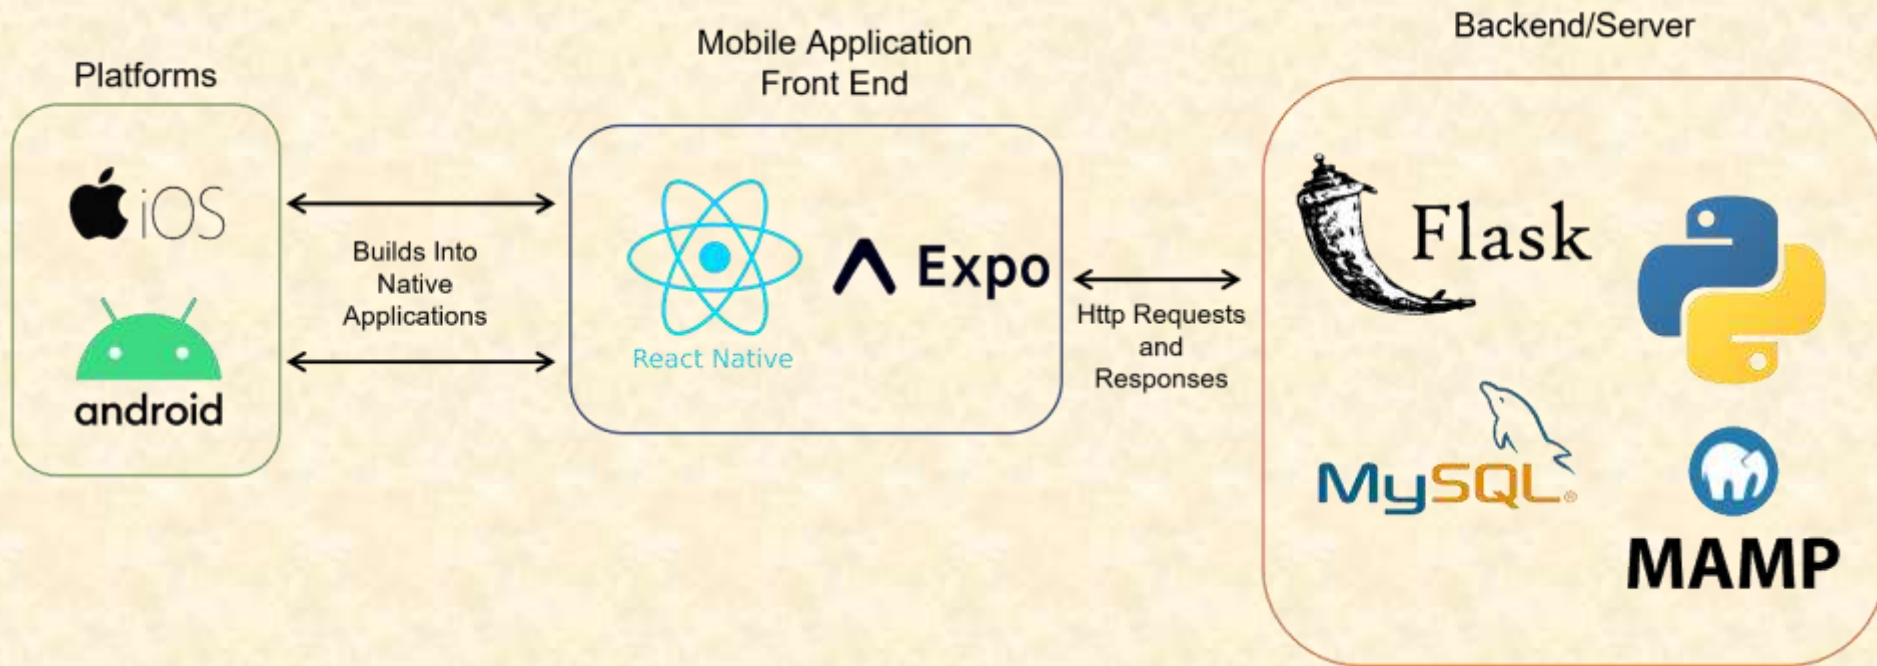 Platforms
iOS
android
Builds Into
Native
Applications
Mobile Application
Front End
React Native
Expo
Http Requests
and
Responses
Backend/Server
Flask
MySQL®
MAMP